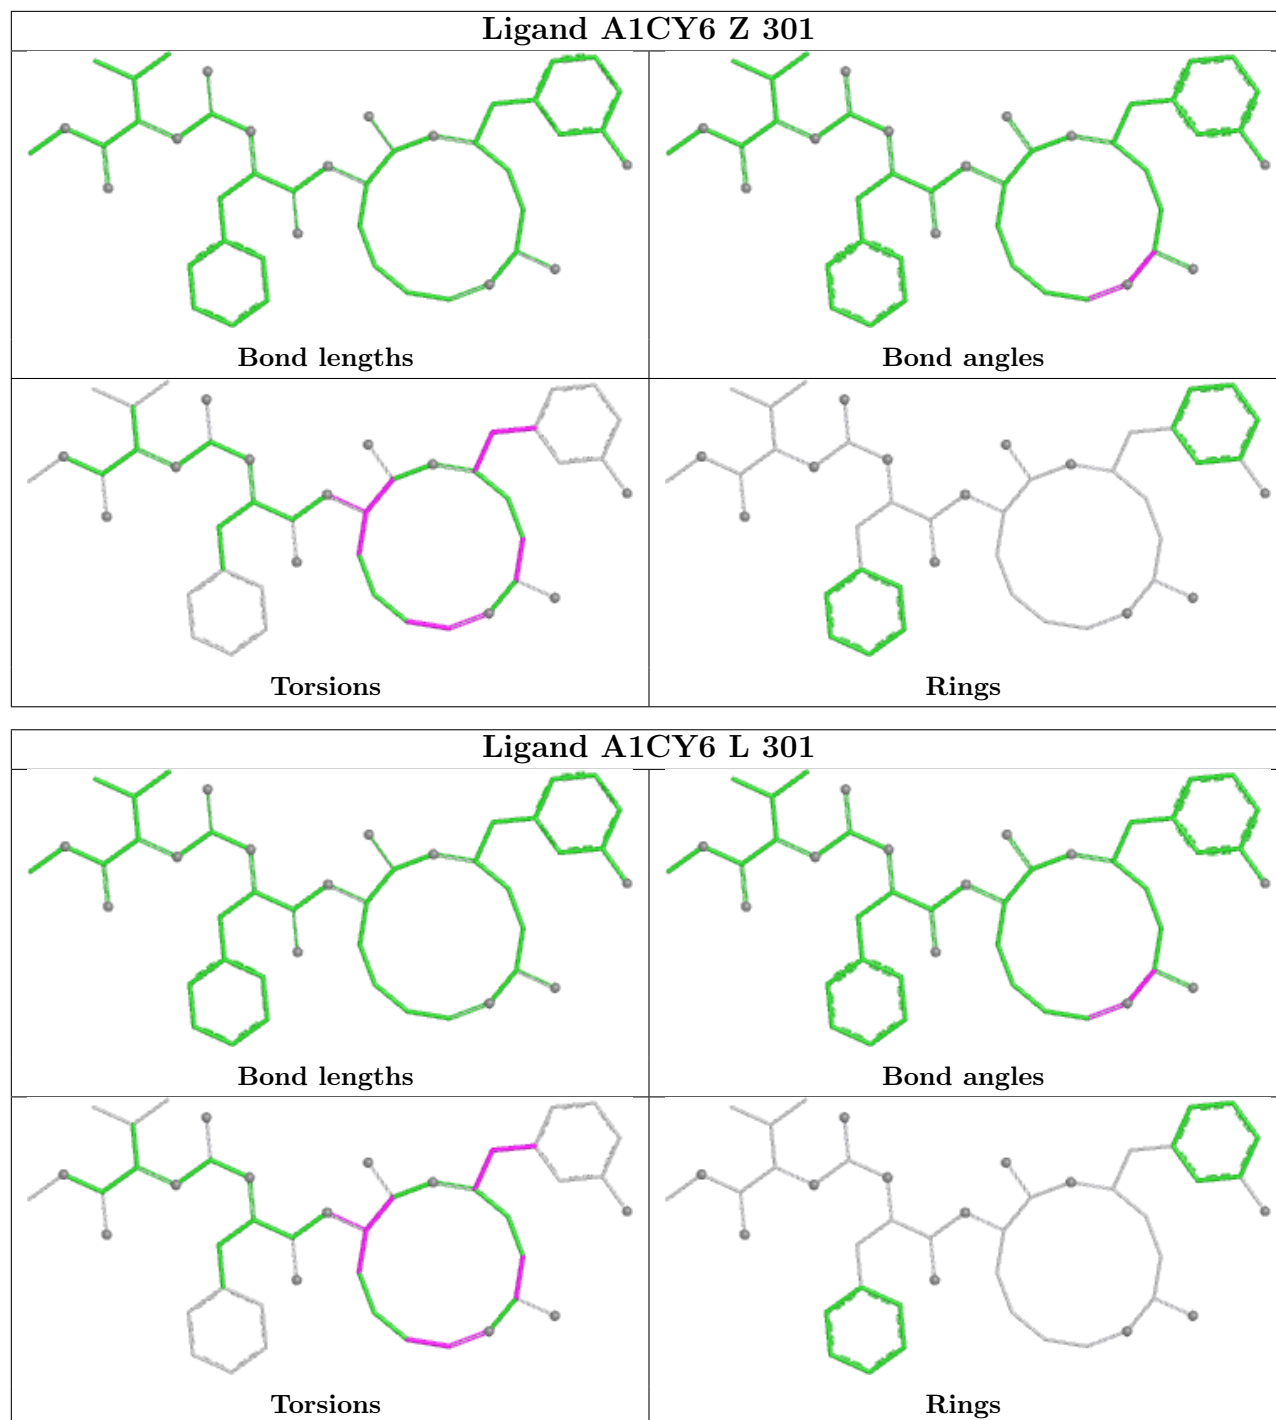 Ligand A1CY6 Z 301
Bond lengths
Bond angles
Torsions
Rings
Ligand A1CY6 L 301
Bond lengths
Bond angles
Torsions
Rings